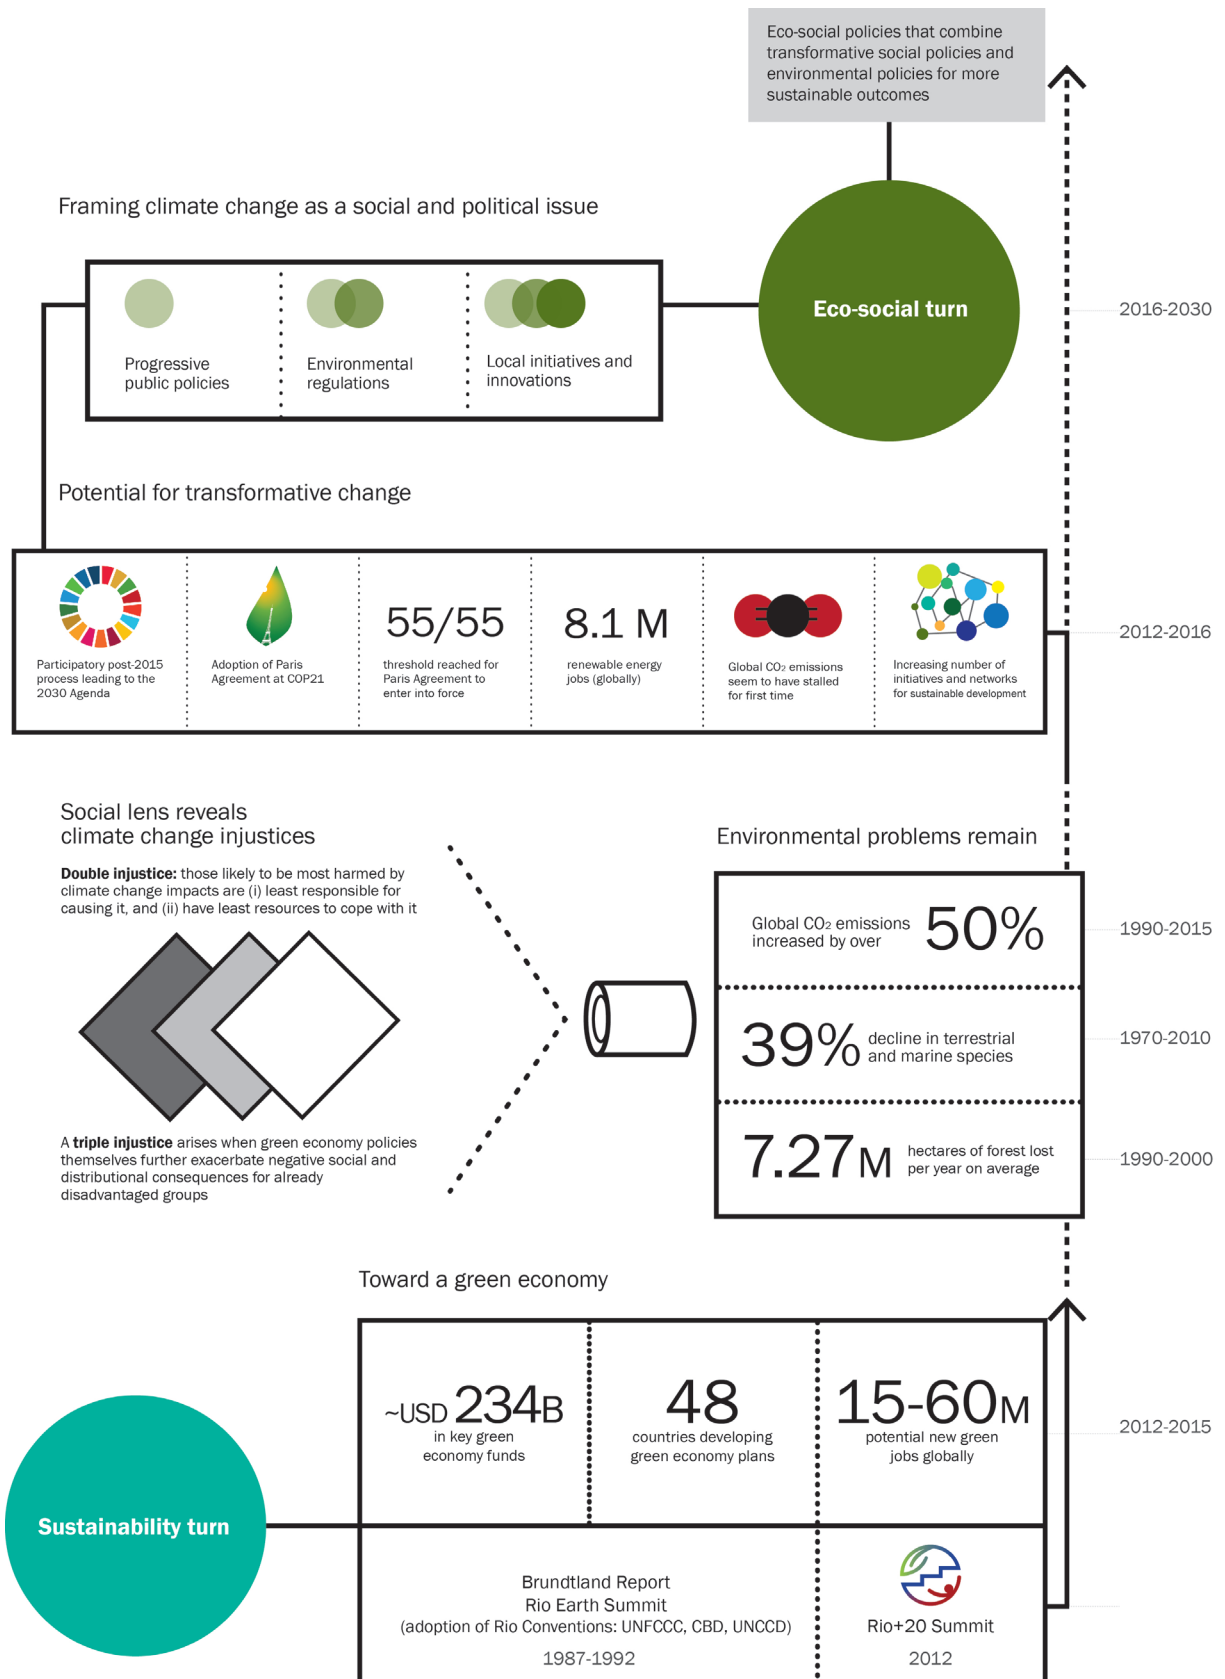 Eco-social policies that combine
transformative social policies and
environmental policies for more
sustainable outcomes
Framing climate change as a social and political issue
Progressive
public policies
Environmental
regulations
Local initiatives and
innovations
Eco-social turn
2016-2030
Potential for transformative change
Participatory post-2015
process leading to the
2030 Agenda
Adoption of Paris
Agreement at COP21
55/55
threshold reached for
Paris Agreement to
enter into force
8.1 M
renewable energy
jobs (globally)
Global CO₂ emissions
seem to have stalled
for first time
Increasing number of
initiatives and networks
for sustainable development
2012-2016
Social lens reveals
climate change injustices
Double injustice: those likely to be most harmed by
climate change impacts are (i) least responsible for
causing it, and (ii) have least resources to cope with it
A triple injustice arises when green economy policies
themselves further exacerbate negative social and
distributional consequences for already
disadvantaged groups
Environmental problems remain
Global CO₂ emissions
increased by over
50%
1990-2015
39%
decline in terrestrial
and marine species
1970-2010
7.27M
hectares of forest lost
per year on average
1990-2000
Toward a green economy
~USD 234B
in key green
economy funds
48
countries developing
green economy plans
15-60M
potential new green
jobs globally
2012-2015
Sustainability turn
Brundtland Report
Rio Earth Summit
(adoption of Rio Conventions: UNFCCC, CBD, UNCCD)
1987-1992
Rio+20 Summit
2012